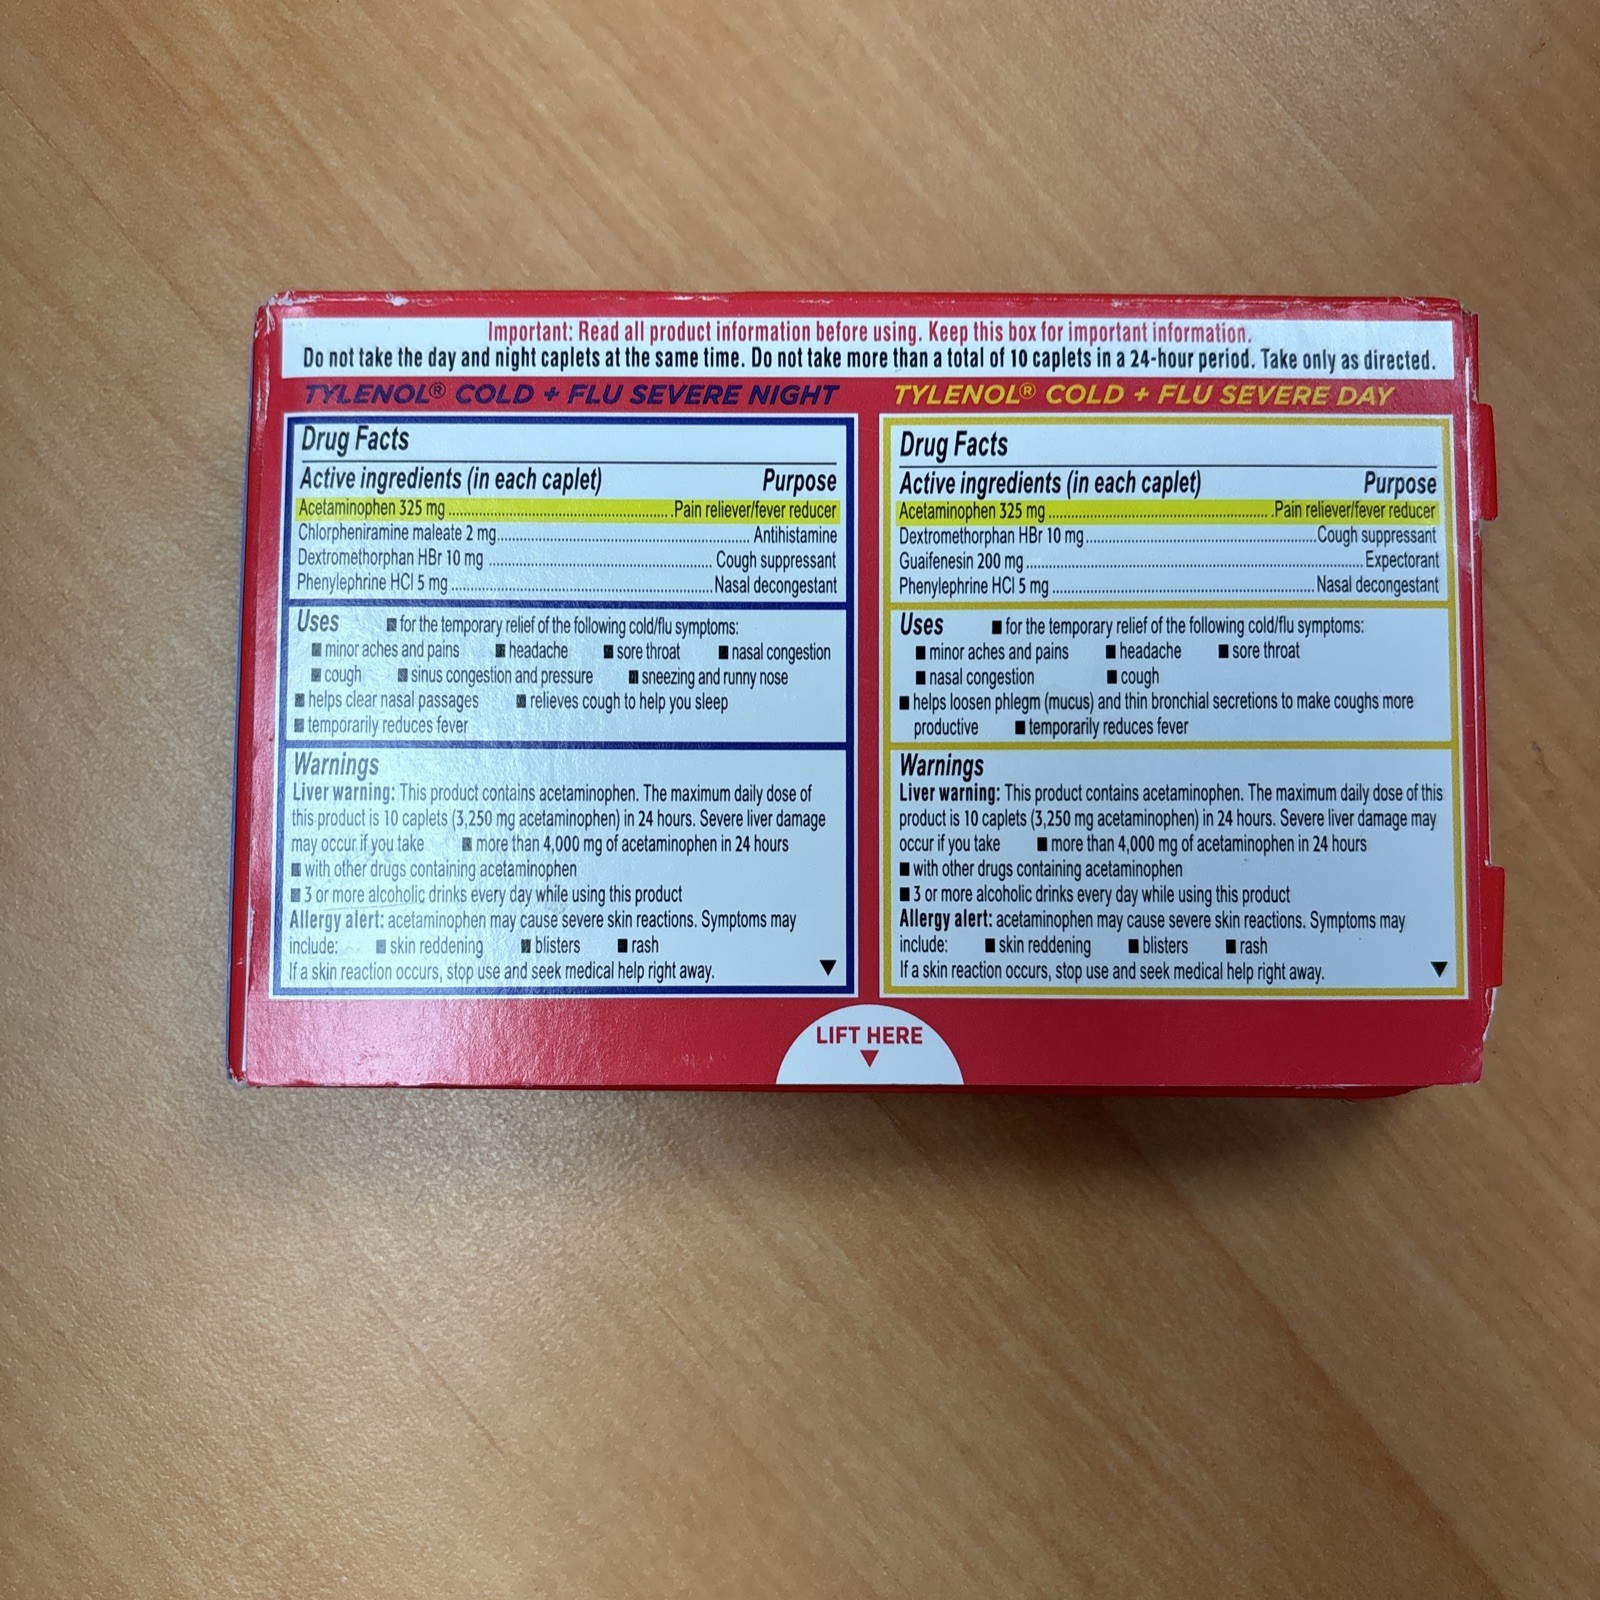 Important: Read all product information before using. Keep this box for important information.
Do not take the day and night caplets at the same time. Do not take more than a total of 10 caplets in a 24-hour period. Take only as directed.
TYLENOL® COLD + FLU SEVERE NIGHT
Drug Facts
Active ingredients (in each caplet) Purpose
Acetaminophen 325 mg Pain reliever/fever reducer
Chlorpheniramine maleate 2 mg Antihistamine
Dextromethorphan HBr 10 mg Cough suppressant
Phenylephrine HCl 5 mg Nasal decongestant
Uses ■ for the temporary relief of the following cold/flu symptoms:
■ minor aches and pains ■ headache ■ sore throat ■ nasal congestion
■ cough ■ sinus congestion and pressure ■ sneezing and runny nose
■ helps clear nasal passages ■ relieves cough to help you sleep
■ temporarily reduces fever
Warnings
Liver warning: This product contains acetaminophen. The maximum daily dose of
this product is 10 caplets (3,250 mg acetaminophen) in 24 hours. Severe liver damage
may occur if you take ■ more than 4,000 mg of acetaminophen in 24 hours
■ with other drugs containing acetaminophen
■ 3 or more alcoholic drinks every day while using this product
Allergy alert: acetaminophen may cause severe skin reactions. Symptoms may
include: ■ skin reddening ■ blisters ■ rash
If a skin reaction occurs, stop use and seek medical help right away. ▼
TYLENOL® COLD + FLU SEVERE DAY
Drug Facts
Active ingredients (in each caplet) Purpose
Acetaminophen 325 mg Pain reliever/fever reducer
Dextromethorphan HBr 10 mg Cough suppressant
Guaifenesin 200 mg Expectorant
Phenylephrine HCl 5 mg Nasal decongestant
Uses ■ for the temporary relief of the following cold/flu symptoms:
■ minor aches and pains ■ headache ■ sore throat
■ nasal congestion ■ cough
■ helps loosen phlegm (mucus) and thin bronchial secretions to make coughs more
productive ■ temporarily reduces fever
Warnings
Liver warning: This product contains acetaminophen. The maximum daily dose of this
product is 10 caplets (3,250 mg acetaminophen) in 24 hours. Severe liver damage may
occur if you take ■ more than 4,000 mg of acetaminophen in 24 hours
■ with other drugs containing acetaminophen
■ 3 or more alcoholic drinks every day while using this product
Allergy alert: acetaminophen may cause severe skin reactions. Symptoms may
include: ■ skin reddening ■ blisters ■ rash
If a skin reaction occurs, stop use and seek medical help right away. ▼
LIFT HERE
▼